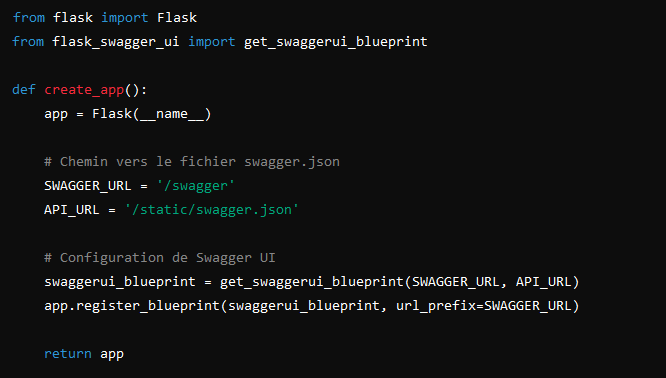 from flask import Flask
from flask_swagger_ui import get_swaggerui_blueprint

def create_app():
    app = Flask(__name__)

    # Chemin vers le fichier swagger.json
    SWAGGER_URL = '/swagger'
    API_URL = '/static/swagger.json'

    # Configuration de Swagger UI
    swaggerui_blueprint = get_swaggerui_blueprint(SWAGGER_URL, API_URL)
    app.register_blueprint(swaggerui_blueprint, url_prefix=SWAGGER_URL)

    return app